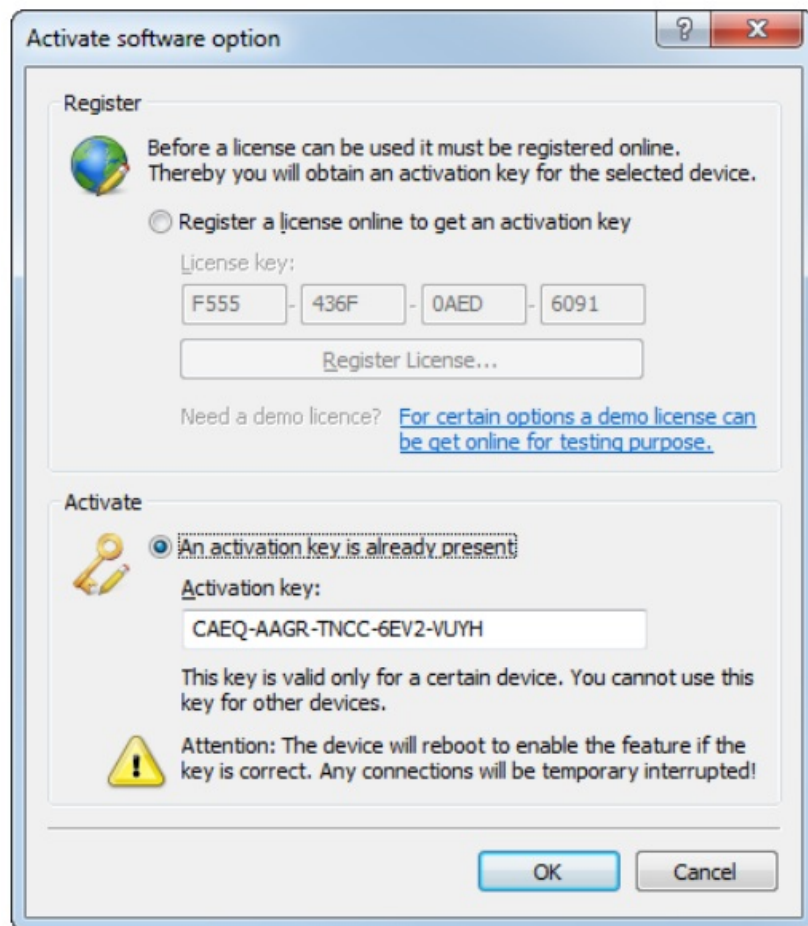 Activate software option
Register
Before a license can be used it must be registered online.
Thereby you will obtain an activation key for the selected device.
Register a license online to get an activation key
License key:
F555 - 436F - 0AED - 6091
Register License...
Need a demo licence? For certain options a demo license can
be get online for testing purpose.
Activate
An activation key is already present
Activation key:
CAEQ-AAGR-TNCC-6EV2-VUYH
This key is valid only for a certain device. You cannot use this
key for other devices.
Attention: The device will reboot to enable the feature if the
key is correct. Any connections will be temporary interrupted!
OK Cancel